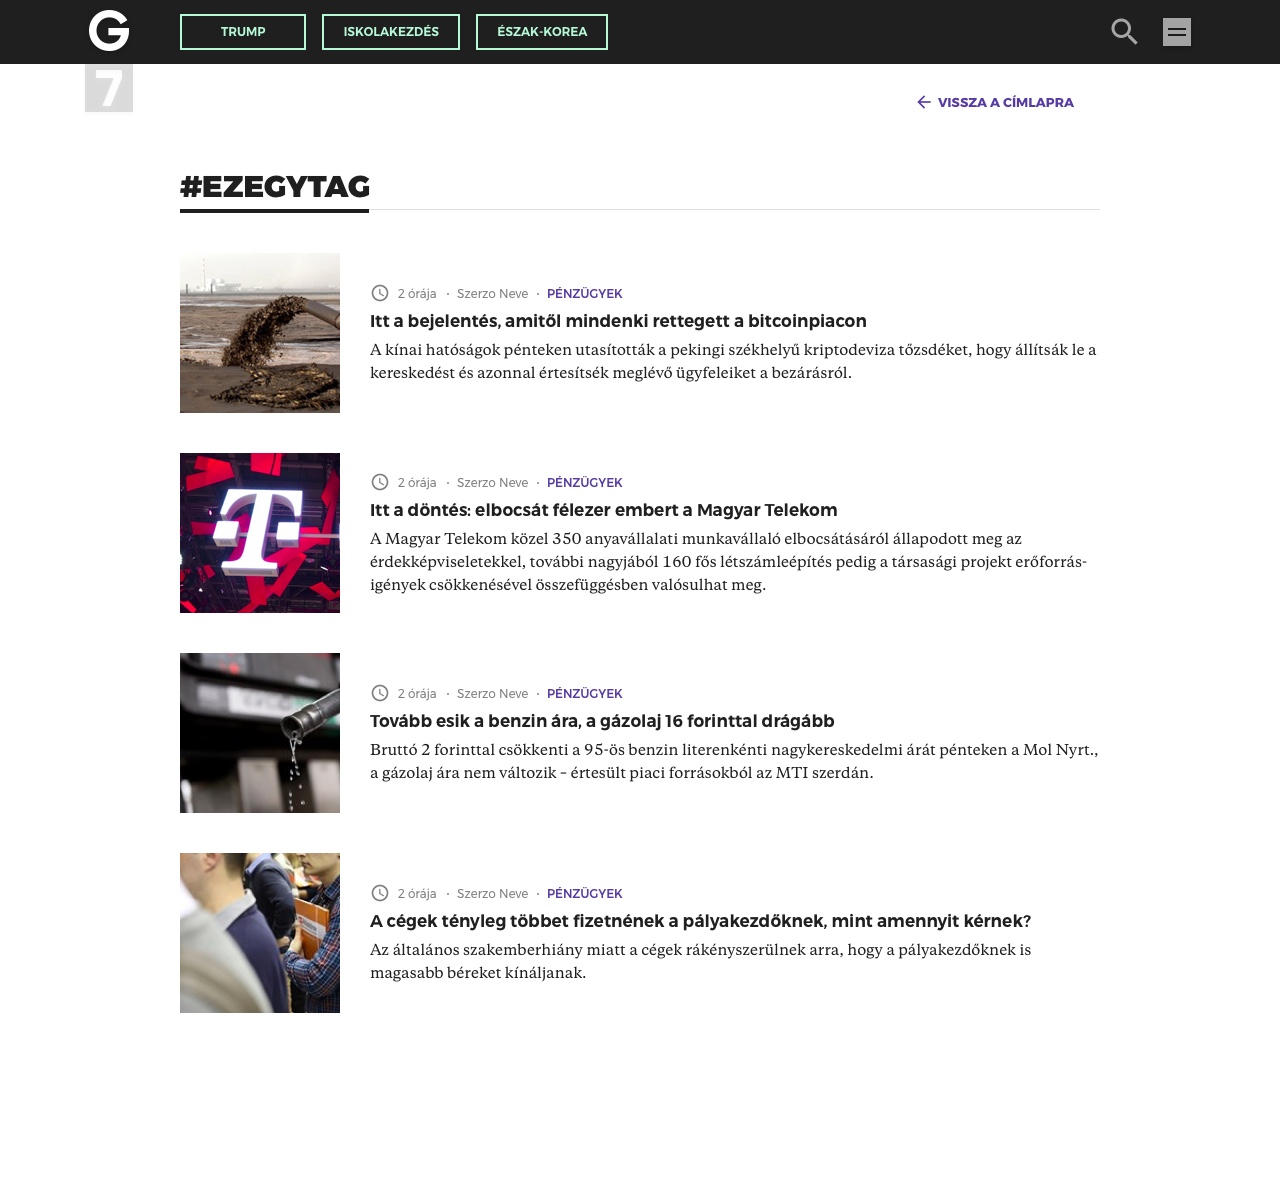 G
TRUMP
ISKOLAKEZDÉS
ÉSZAK-KOREA
7
VISSZA A CÍMLAPRA
#EZEGYTAG
2 órája · Szerzo Neve · PÉNZÜGYEK
Itt a bejelentés, amitől mindenki rettegett a bitcoinpiacon
A kínai hatóságok pénteken utasították a pekingi székhelyű kriptodeviza tőzsdéket, hogy állítsák le a
kereskedést és azonnal értesítsék meglévő ügyfeleiket a bezárásról.
T
2 órája · Szerzo Neve · PÉNZÜGYEK
Itt a döntés: elbocsát félezer embert a Magyar Telekom
A Magyar Telekom közel 350 anyavállalati munkavállaló elbocsátásáról állapodott meg az
érdekképviseletekkel, további nagyjából 160 fős létszámleépítés pedig a társasági projekt erőforrás-
igények csökkenésével összefüggésben valósulhat meg.
2 órája · Szerzo Neve · PÉNZÜGYEK
Tovább esik a benzin ára, a gázolaj 16 forinttal drágább
Bruttó 2 forinttal csökkenti a 95-ös benzin literenkénti nagykereskedelmi árát pénteken a Mol Nyrt.,
a gázolaj ára nem változik – értesült piaci forrásokból az MTI szerdán.
2 órája · Szerzo Neve · PÉNZÜGYEK
A cégek tényleg többet fizetnének a pályakezdőknek, mint amennyit kérnek?
Az általános szakemberhiány miatt a cégek rákényszerülnek arra, hogy a pályakezdőknek is
magasabb béreket kínáljanak.